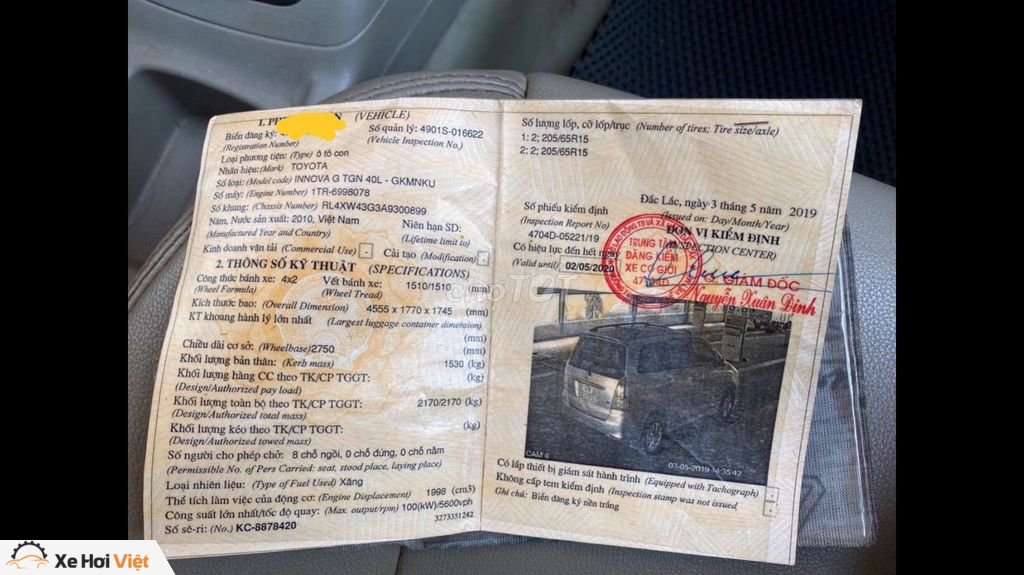 1. PH (VEHICLE)
Biển đăng ký: Số quản lý: 4901S-016622
(Registration Number) (Vehicle Inspection No.)
Loại phương tiện: (Type) ô tô con
Nhãn hiệu: (Mark) TOYOTA
Số loại: (Model code) INNOVA G TGN 40L - GKMNKU
Số máy: (Engine Number) 1TR-6998078
Số khung: (Chassis Number) RL4XW43G3A9300899
Năm, Nước sản xuất: 2010, Việt Nam Niên hạn SD:
(Manufactured Year and Country) (Lifetime limit to)
Kinh doanh vận tải (Commercial Use) Cải tạo (Modification)
2. THÔNG SỐ KỸ THUẬT (SPECIFICATIONS)
Công thức bánh xe: 4x2 Vết bánh xe: 1510/1510 (mm)
(Wheel Formula) (Wheel Tread)
Kích thước bao: (Overall Dimension) 4555 x 1770 x 1745 (mm)
KT khoang hành lý lớn nhất (Largest luggage container dimension)
(mm)
Chiều dài cơ sở: (Wheelbase) 2750 (mm)
Khối lượng bản thân: (Kerb mass) 1530 (kg)
Khối lượng hàng CC theo TK/CP TGGT: (kg)
(Design/Authorized pay load)
Khối lượng toàn bộ theo TK/CP TGGT: 2170/2170 (kg)
(Design/Authorized total mass)
Khối lượng kéo theo TK/CP TGGT: (kg)
(Design/Authorized towed mass)
Số người cho phép chở: 8 chỗ ngồi, 0 chỗ đứng, 0 chỗ nằm
(Permissible No. of Pers Carried: seat, stood place, laying place)
Loại nhiên liệu: (Type of Fuel Used) Xăng
Thể tích làm việc của động cơ: (Engine Displacement) 1998 (cm3)
Công suất lớn nhất/tốc độ quay: (Max. output/rpm) 100(kW)/5600vph
3273351242
Số sê-ri: (No.) KC-8878420
Số lượng lốp, cỡ lốp/trục (Number of tires; Tire size/axle)
1: 2; 205/65R15
2: 2; 205/65R15
Đắc Lắc, ngày 3 tháng 5 năm 2019
(Issued on: Day/Month/Year)
Số phiếu kiểm định
(Inspection Report No)
4704D-05221/19
ĐƠN VỊ KIỂM ĐỊNH
(INSPECTION CENTER)
Có hiệu lực đến hết ngày
(Valid until) 02/05/2020
TRUNG TÂM
ĐĂNG KIỂM
XE CƠ GIỚI
4704D
GIÁM ĐỐC
Nguyễn Xuân Định
CAM 4
03-05-2019 14:35:42
Có lắp thiết bị giám sát hành trình (Equipped with Tachograph)
Không cấp tem kiểm định (Inspection stamp was not issued)
Ghi chú: Biển đăng ký nền trắng
Xe Hơi Việt